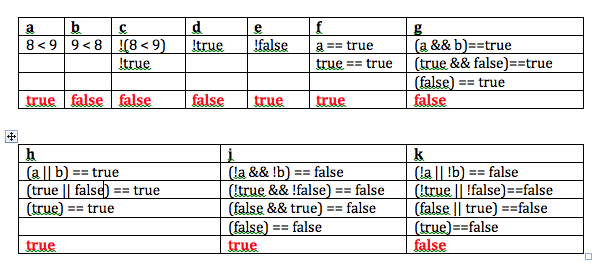 a b c d e f g
8 < 9 9 < 8 !(8 < 9) !true !false a == true (a && b)==true
!true true == true (true && false)==true
(false) == true
true false false false true true false
h j k
(a || b) == true (!a && !b) == false (!a || !b) == false
(true || false) == true (!true && !false) == false (!true || !false)==false
(true) == true (false && true) == false (false || true) ==false
(false) == false (true)==false
true true false